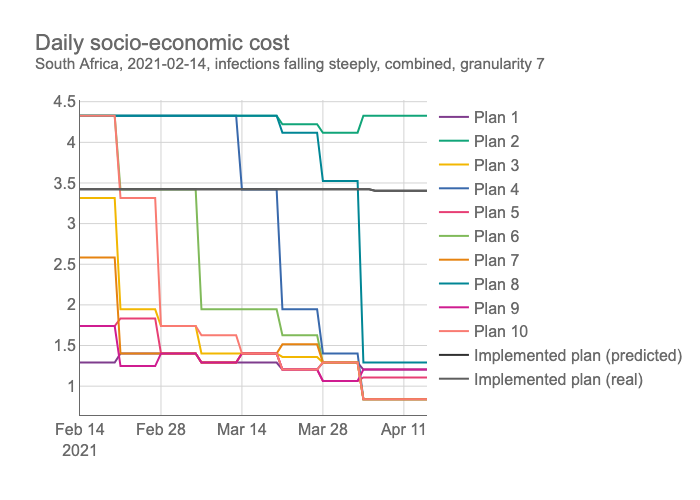 Daily socio-economic cost
South Africa, 2021-02-14, infections falling steeply, combined, granularity 7
4.5
4
3.5
3
2.5
2
1.5
1
Feb 14
2021
Feb 28
Mar 14
Mar 28
Apr 11
Plan 1
Plan 2
Plan 3
Plan 4
Plan 5
Plan 6
Plan 7
Plan 8
Plan 9
Plan 10
Implemented plan (predicted)
Implemented plan (real)